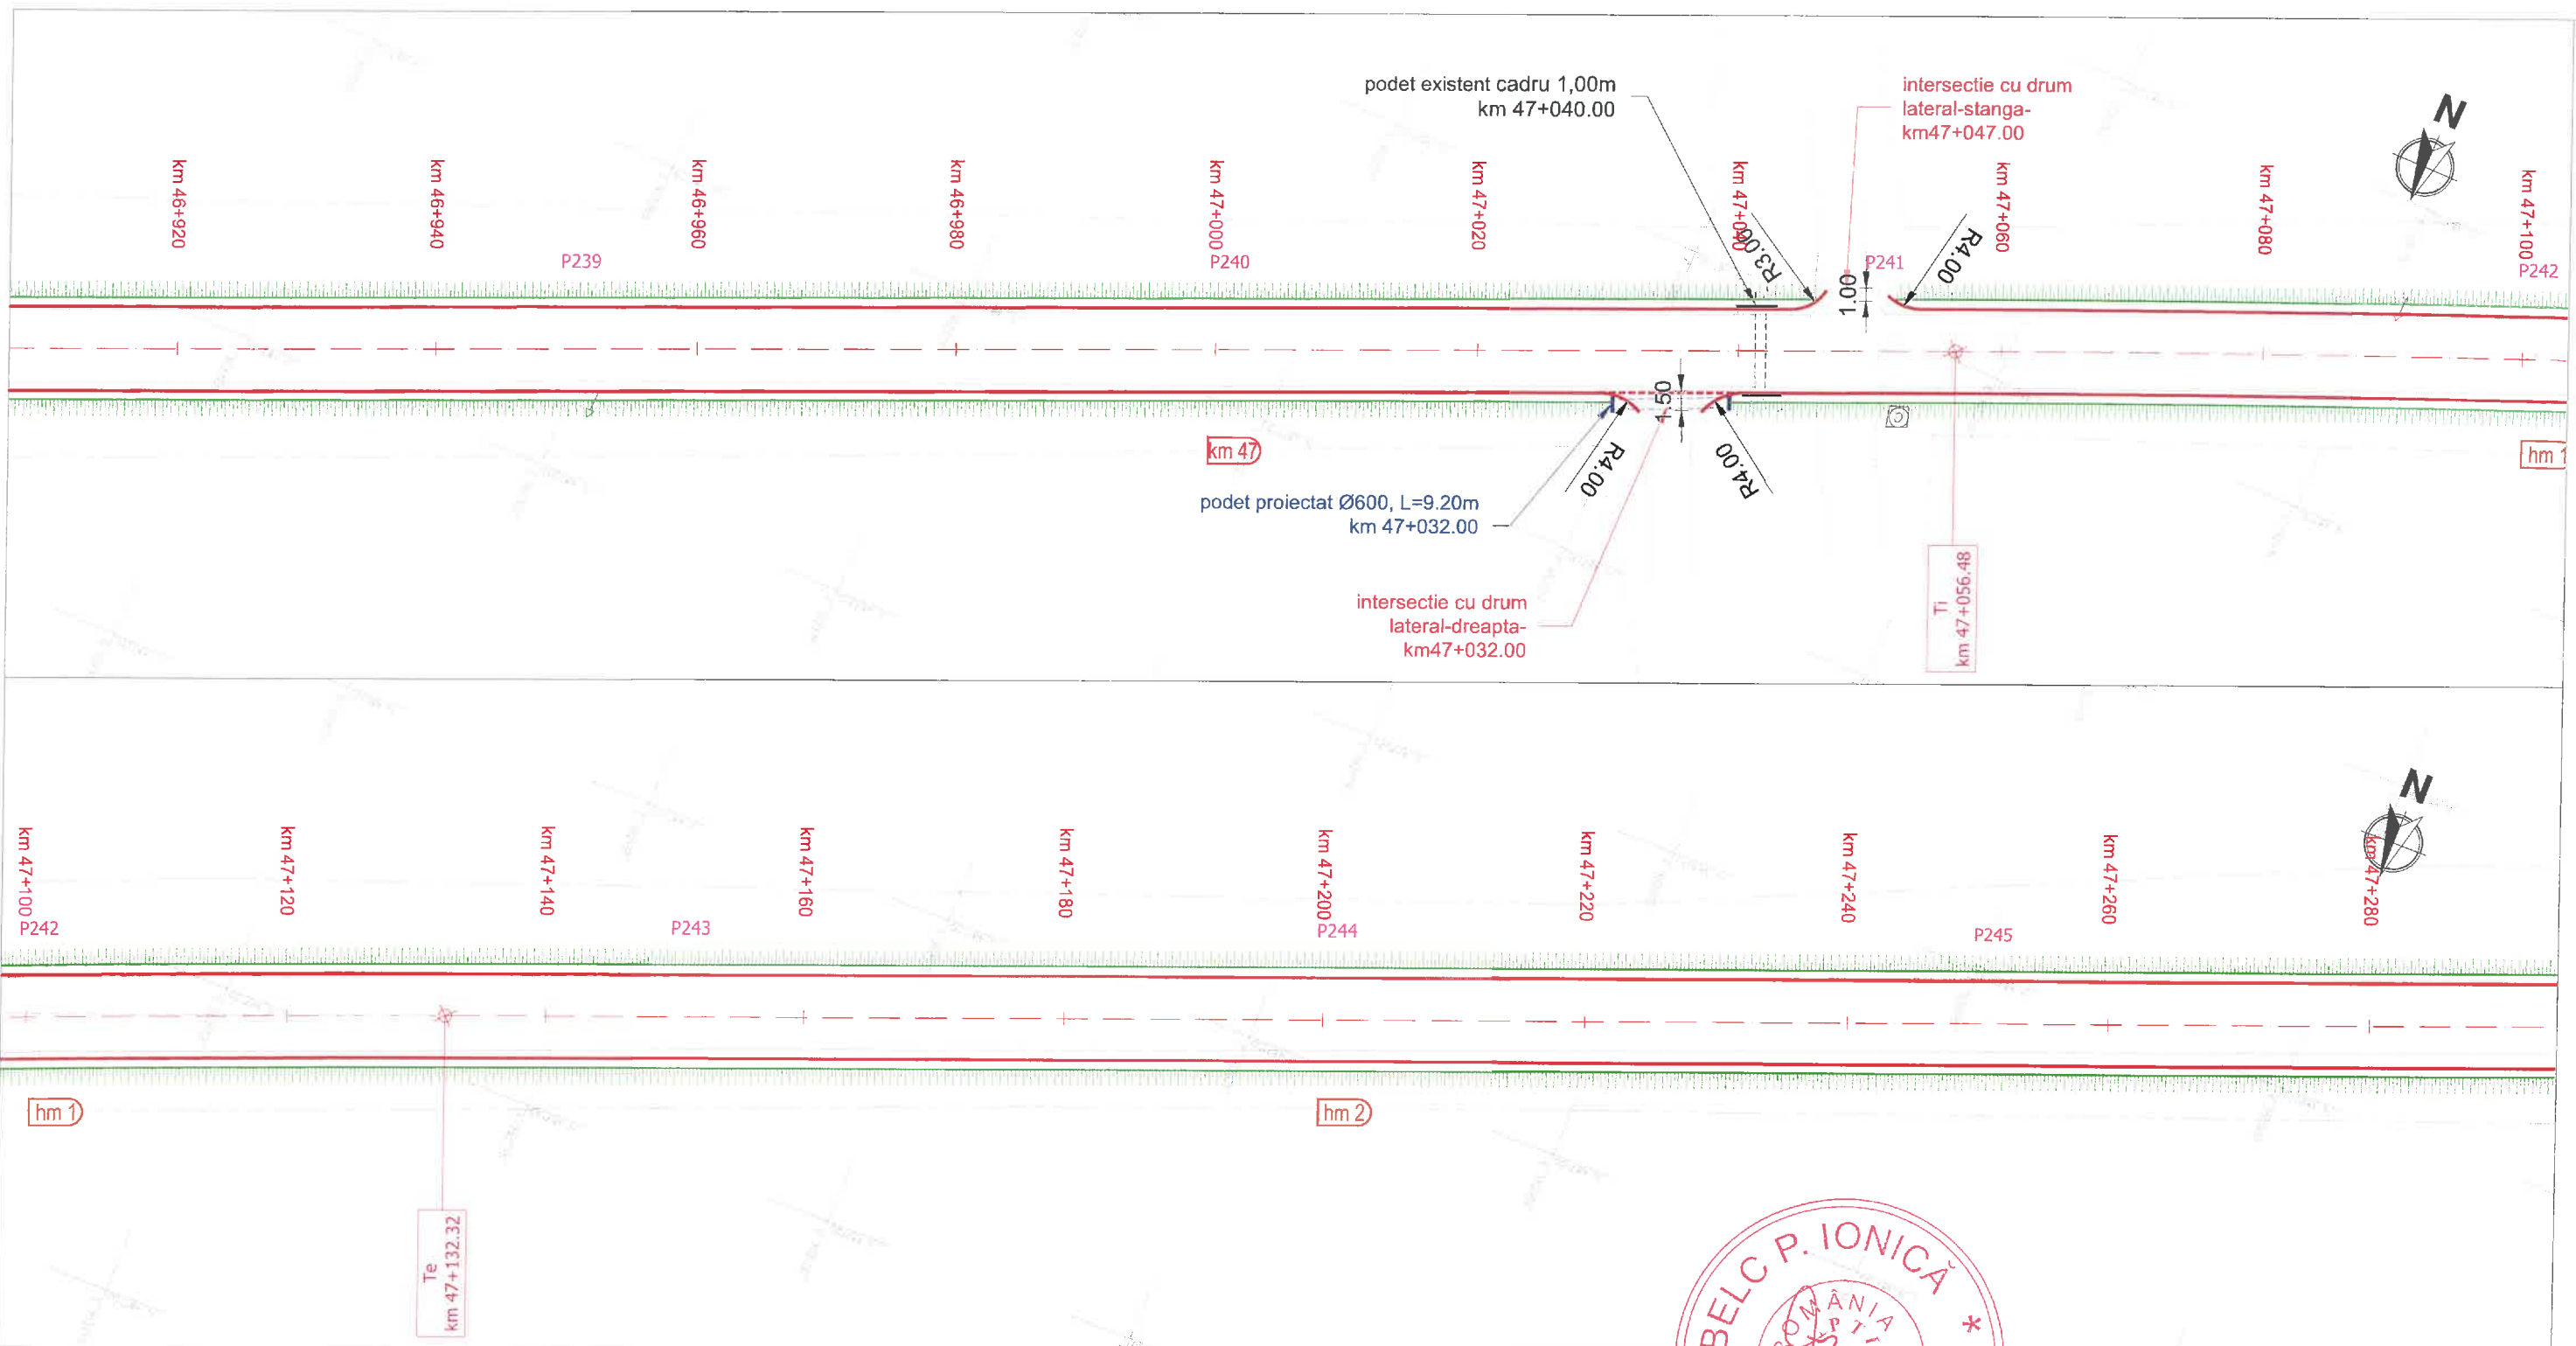 podet existent cadru 1,00m
km 47+040.00
intersectie cu drum
lateral-stanga-
km47+047.00
N
km 46+920
km 46+940
km 46+960
km 46+980
km 47+000
km 47+020
km 47+040
km 47+060
km 47+080
km 47+100
P239
P240
R3.00
1.00
P241
R4.00
P242
1.50
km 47
R4.00
R4.00
hm 1
podet proiectat Ø600, L=9.20m
km 47+032.00
intersectie cu drum
lateral-dreapta-
km47+032.00
Ti
km 47+056.48
N
km 47+100
km 47+120
km 47+140
km 47+160
km 47+180
km 47+200
km 47+220
km 47+240
km 47+260
km 47+280
P242
P243
P244
P245
hm 1
hm 2
Te
km 47+132.32
BELC P. IONICĂ *
ROMÂNIA